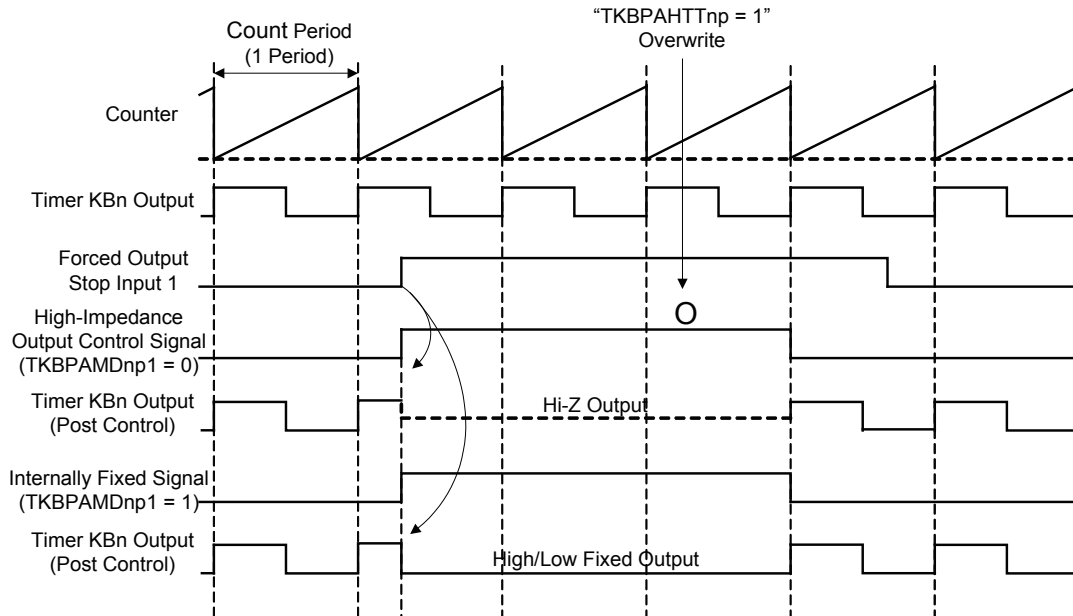 “TKBPAHTTnp = 1”
Overwrite
Count Period
(1 Period)
Counter
Timer KBn Output
Forced Output
Stop Input 1
O
High-Impedance
Output Control Signal
(TKBPAMDnp1 = 0)
Timer KBn Output
(Post Control)
Hi-Z Output
Internally Fixed Signal
(TKBPAMDnp1 = 1)
Timer KBn Output
(Post Control)
High/Low Fixed Output